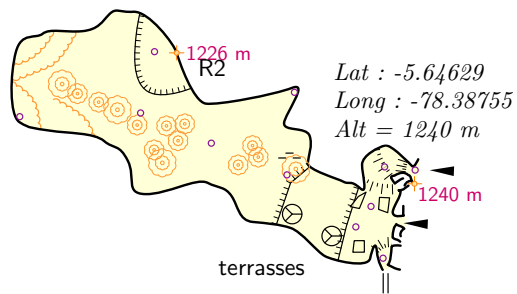 1226 m
R2
Lat : -5.64629
Long : -78.38755
Alt = 1240 m
1240 m
terrasses